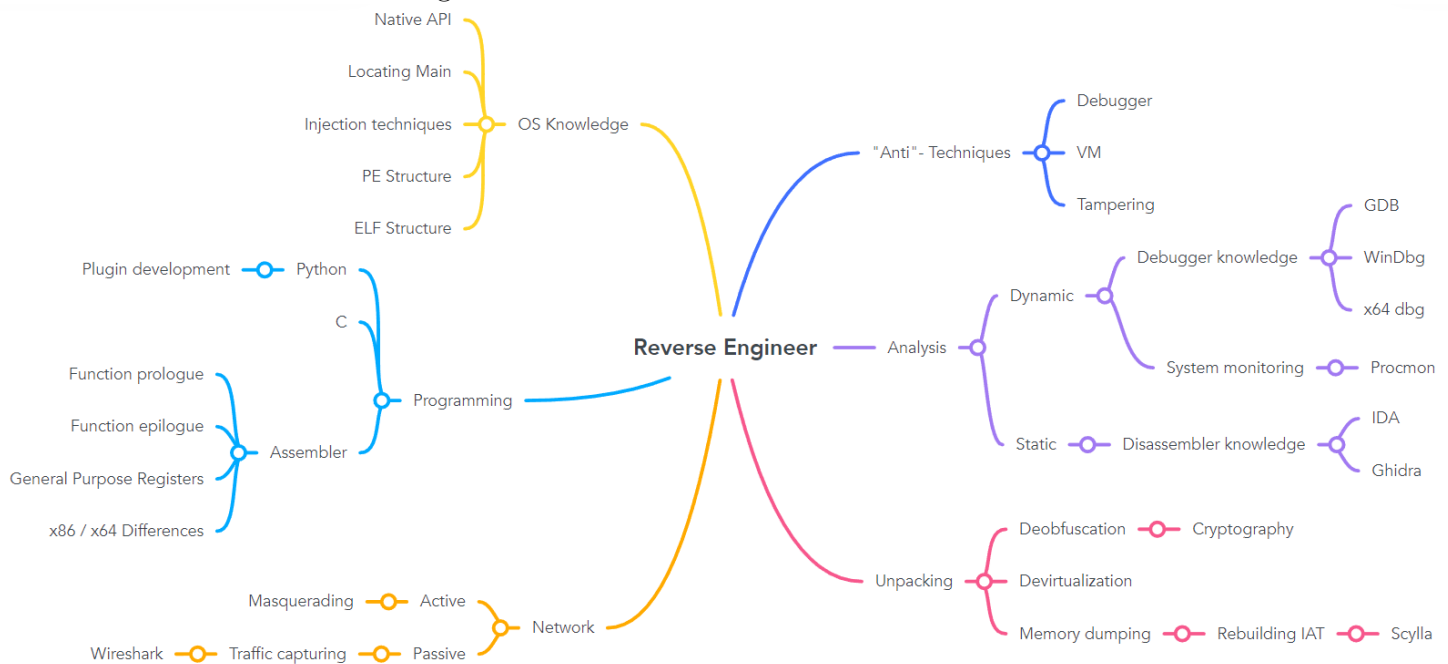 Native API
Locating Main
Injection techniques
OS Knowledge
PE Structure
ELF Structure
"Anti"- Techniques
Debugger
VM
Tampering
Plugin development
Python
C
Function prologue
Function epilogue
Assembler
General Purpose Registers
x86 / x64 Differences
Programming
Reverse Engineer
Analysis
Dynamic
Debugger knowledge
GDB
WinDbg
x64 dbg
System monitoring
Procmon
Static
Disassembler knowledge
IDA
Ghidra
Masquerading
Active
Network
Wireshark
Traffic capturing
Passive
Unpacking
Deobfuscation
Cryptography
Devirtualization
Memory dumping
Rebuilding IAT
Scylla